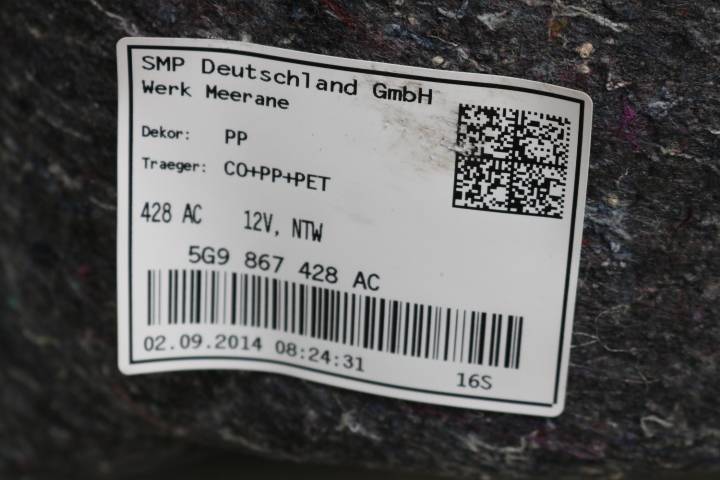 SMP Deutschland GmbH
Werk Meerane
Dekor: PP
Traeger: CO+PP+PET
428 AC 12V, NTW
5G9 867 428 AC
02.09.2014 08:24:31 16S